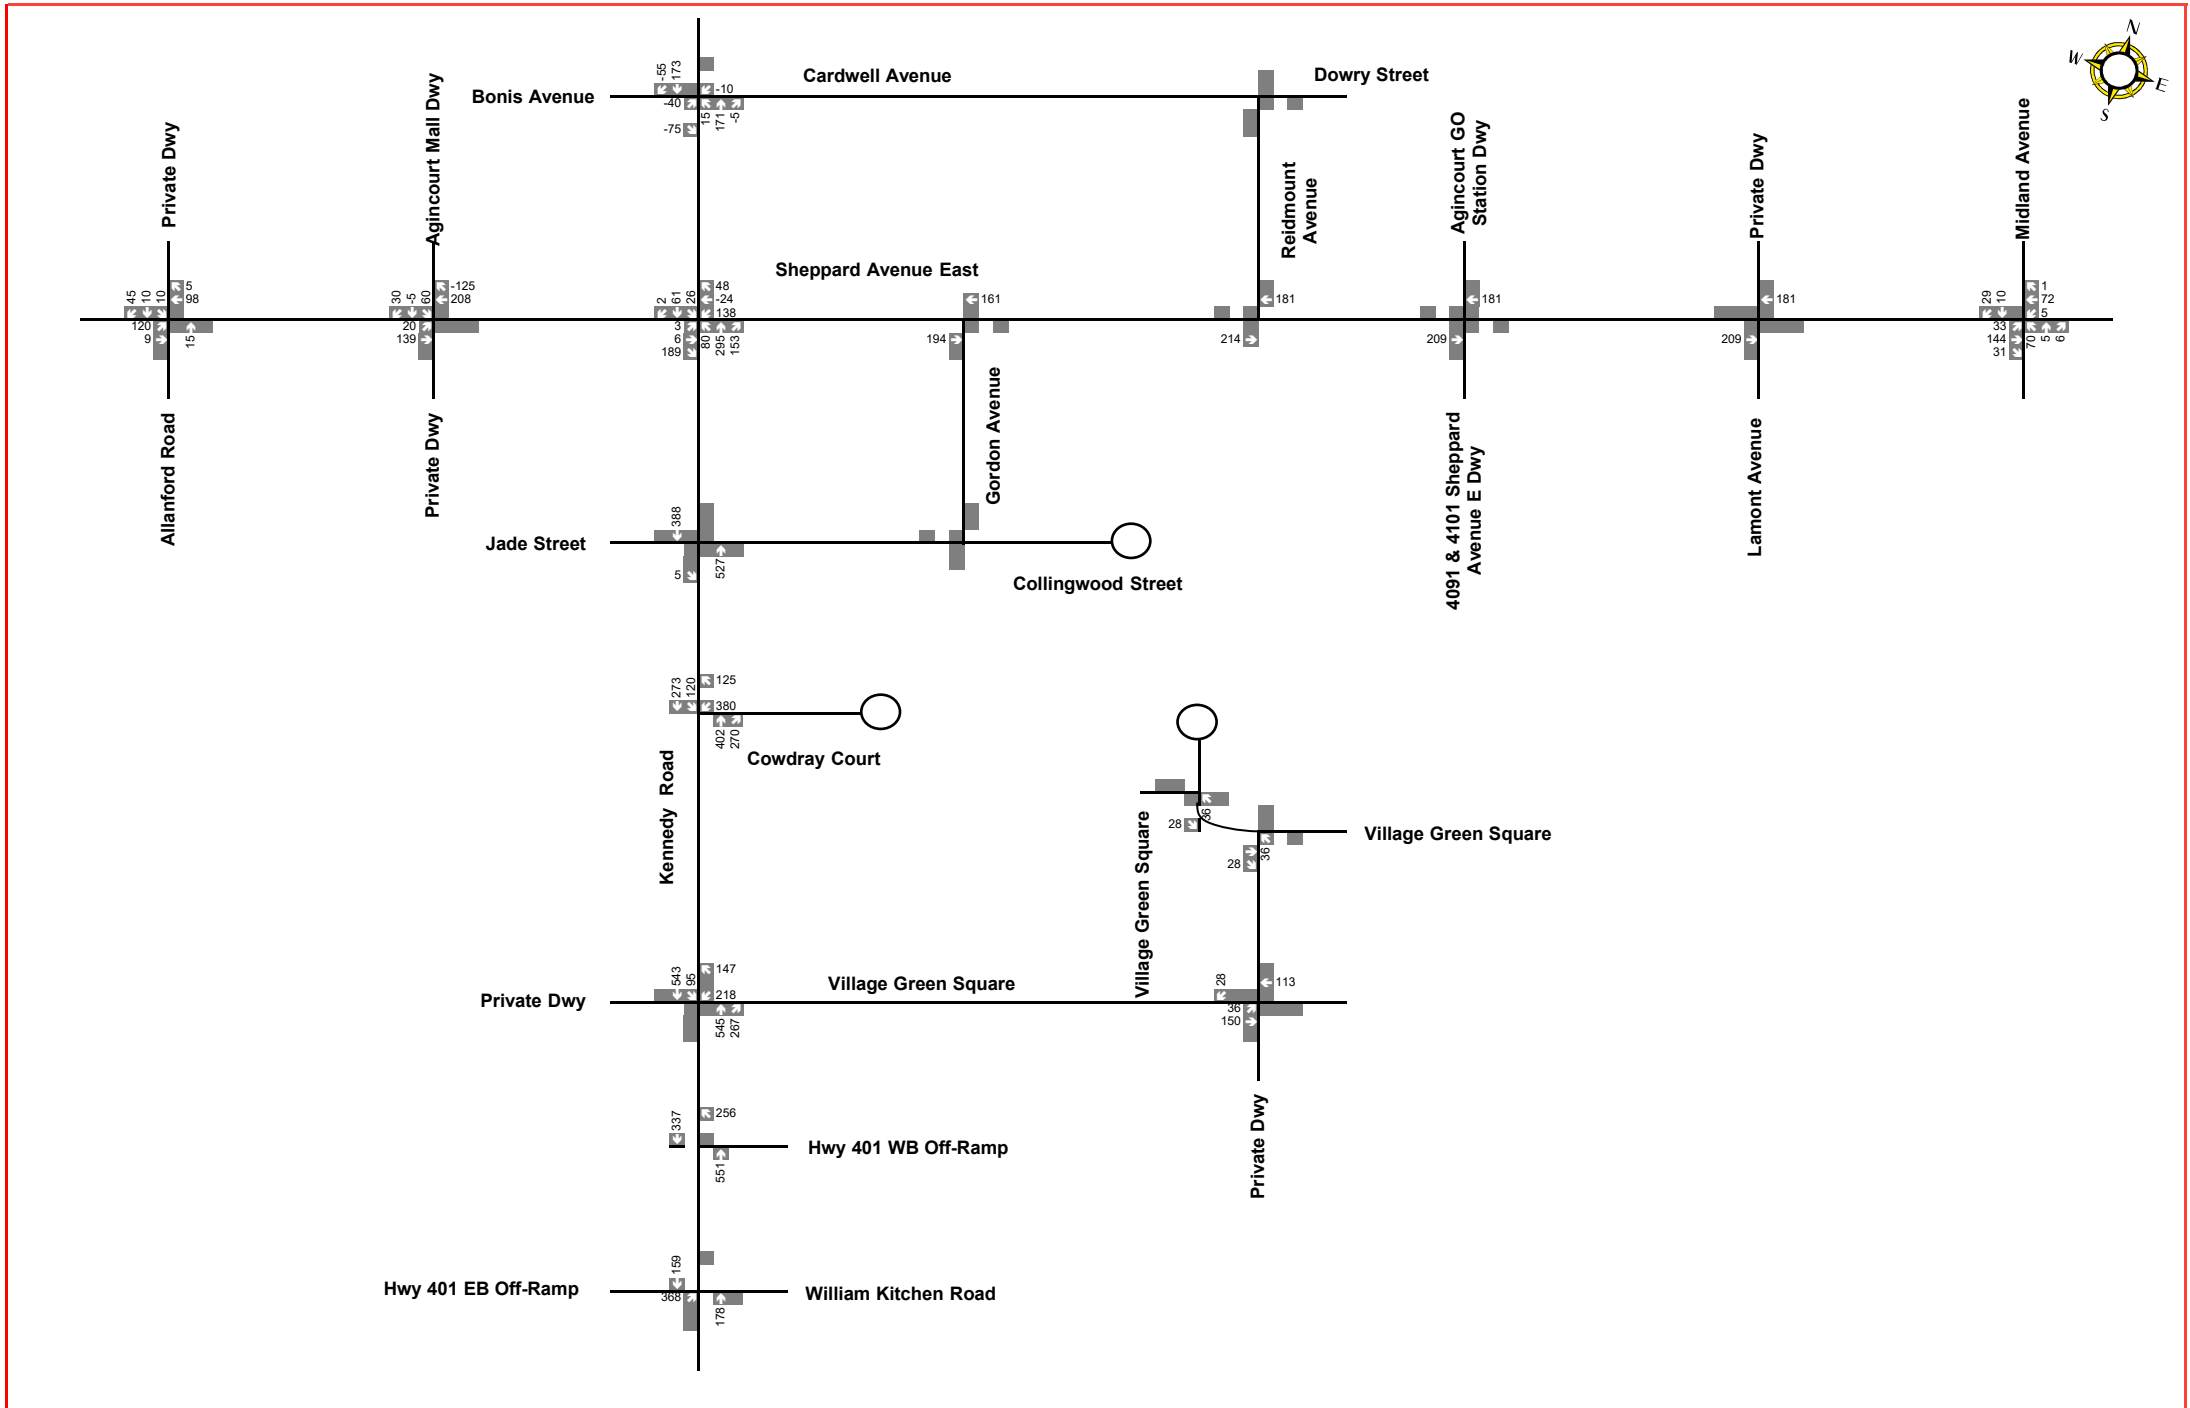 N
W
E
S
-55
173
Cardwell Avenue
Dowry Street
Bonis Avenue
-10
-40
15
171
-5
-75
Private Dwy
Agincourt Mall Dwy
Reidmount
Avenue
Agincourt GO
Station Dwy
Private Dwy
Midland Avenue
Sheppard Avenue East
45
10
10
5
98
120
9
15
30
-5
60
-125
208
20
139
2
61
26
48
-24
138
3
6
189
80
295
153
161
194
181
214
181
209
181
209
29
10
1
72
5
33
144
31
70
5
6
Allanford Road
Private Dwy
Gordon Avenue
4091 & 4101 Sheppard
Avenue E Dwy
Lamont Avenue
388
Jade Street
5
527
Collingwood Street
273
120
125
380
402
270
Cowdray Court
Kennedy Road
Village Green Square
36
28
Village Green Square
36
28
543
95
147
Private Dwy
218
Village Green Square
545
267
28
113
36
150
337
256
Hwy 401 WB Off-Ramp
551
Private Dwy
159
Hwy 401 EB Off-Ramp
368
178
William Kitchen Road